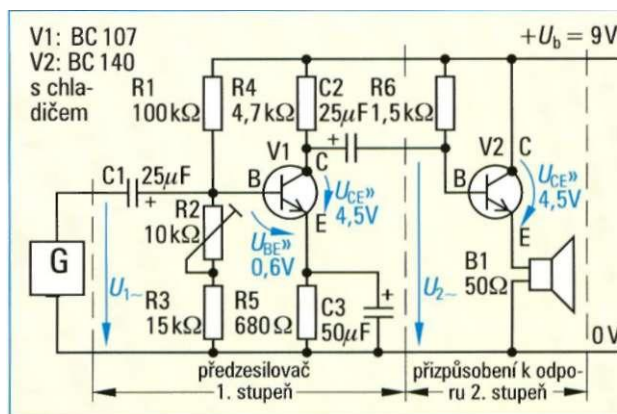 V1: BC 107
V2: BC 140
s chla-
dičem
+Ub = 9V
R1
100kΩ
R4
4,7kΩ
C2
25μF
R6
1,5kΩ
V1
V2
C
C
+
B
B
C1
25μF
+
UCE»
4,5V
UCE»
4,5V
E
E
R2
10kΩ
UBE»
0,6V
G
U1~
U2~
B1
50Ω
+
R3
15kΩ
R5
680Ω
C3
50μF
0V
předzesilovač
1. stupeň
přizpůsobení k odpo-
ru 2. stupeň